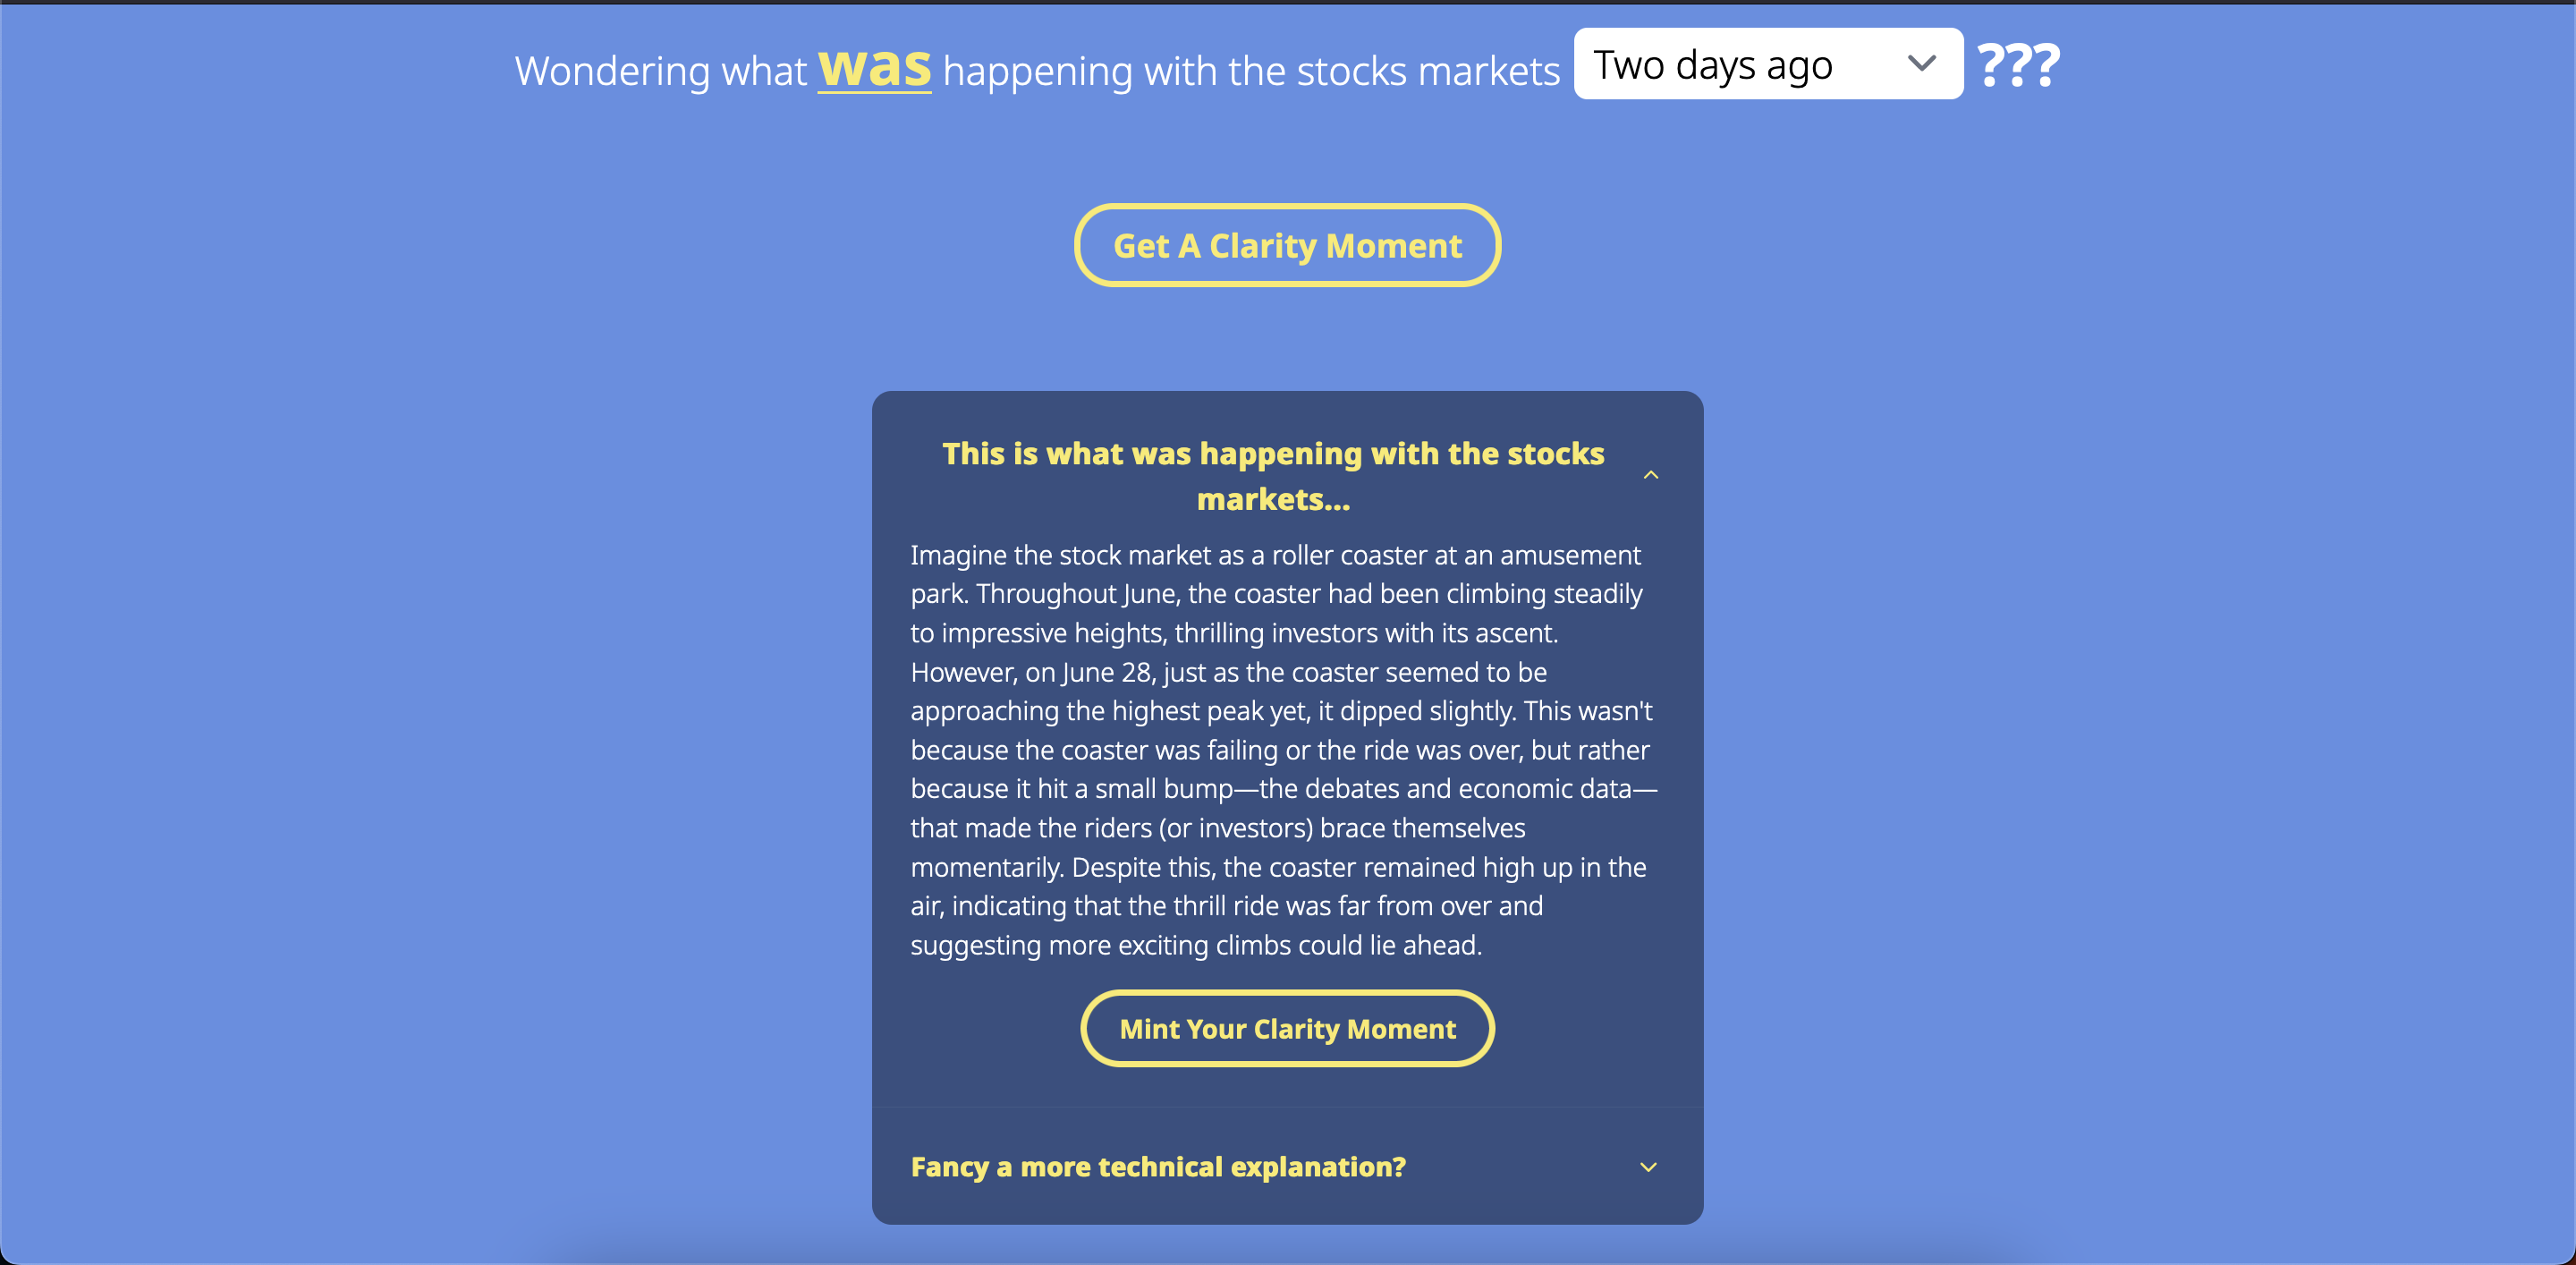 Wondering what was happening with the stocks markets Two days ago ???
Get A Clarity Moment
This is what was happening with the stocks
markets...
Imagine the stock market as a roller coaster at an amusement
park. Throughout June, the coaster had been climbing steadily
to impressive heights, thrilling investors with its ascent.
However, on June 28, just as the coaster seemed to be
approaching the highest peak yet, it dipped slightly. This wasn't
because the coaster was failing or the ride was over, but rather
because it hit a small bump—the debates and economic data—
that made the riders (or investors) brace themselves
momentarily. Despite this, the coaster remained high up in the
air, indicating that the thrill ride was far from over and
suggesting more exciting climbs could lie ahead.
Mint Your Clarity Moment
Fancy a more technical explanation?